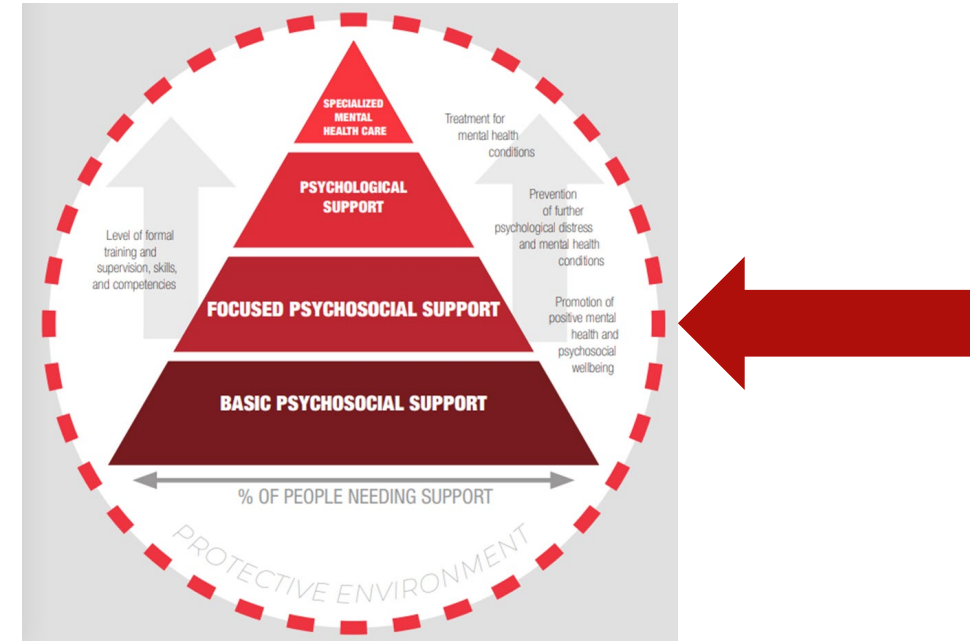 SPECIALIZED
MENTAL
HEALTH CARE
Treatment for
mental health
conditions
PSYCHOLOGICAL
SUPPORT
Prevention
of further
psychological distress
and mental health
conditions
Level of formal
training and
supervision, skills,
and competencies
FOCUSED PSYCHOSOCIAL SUPPORT
Promotion of
positive mental
health and
psychosocial
wellbeing
BASIC PSYCHOSOCIAL SUPPORT
% OF PEOPLE NEEDING SUPPORT
PROTECTIVE ENVIRONMENT